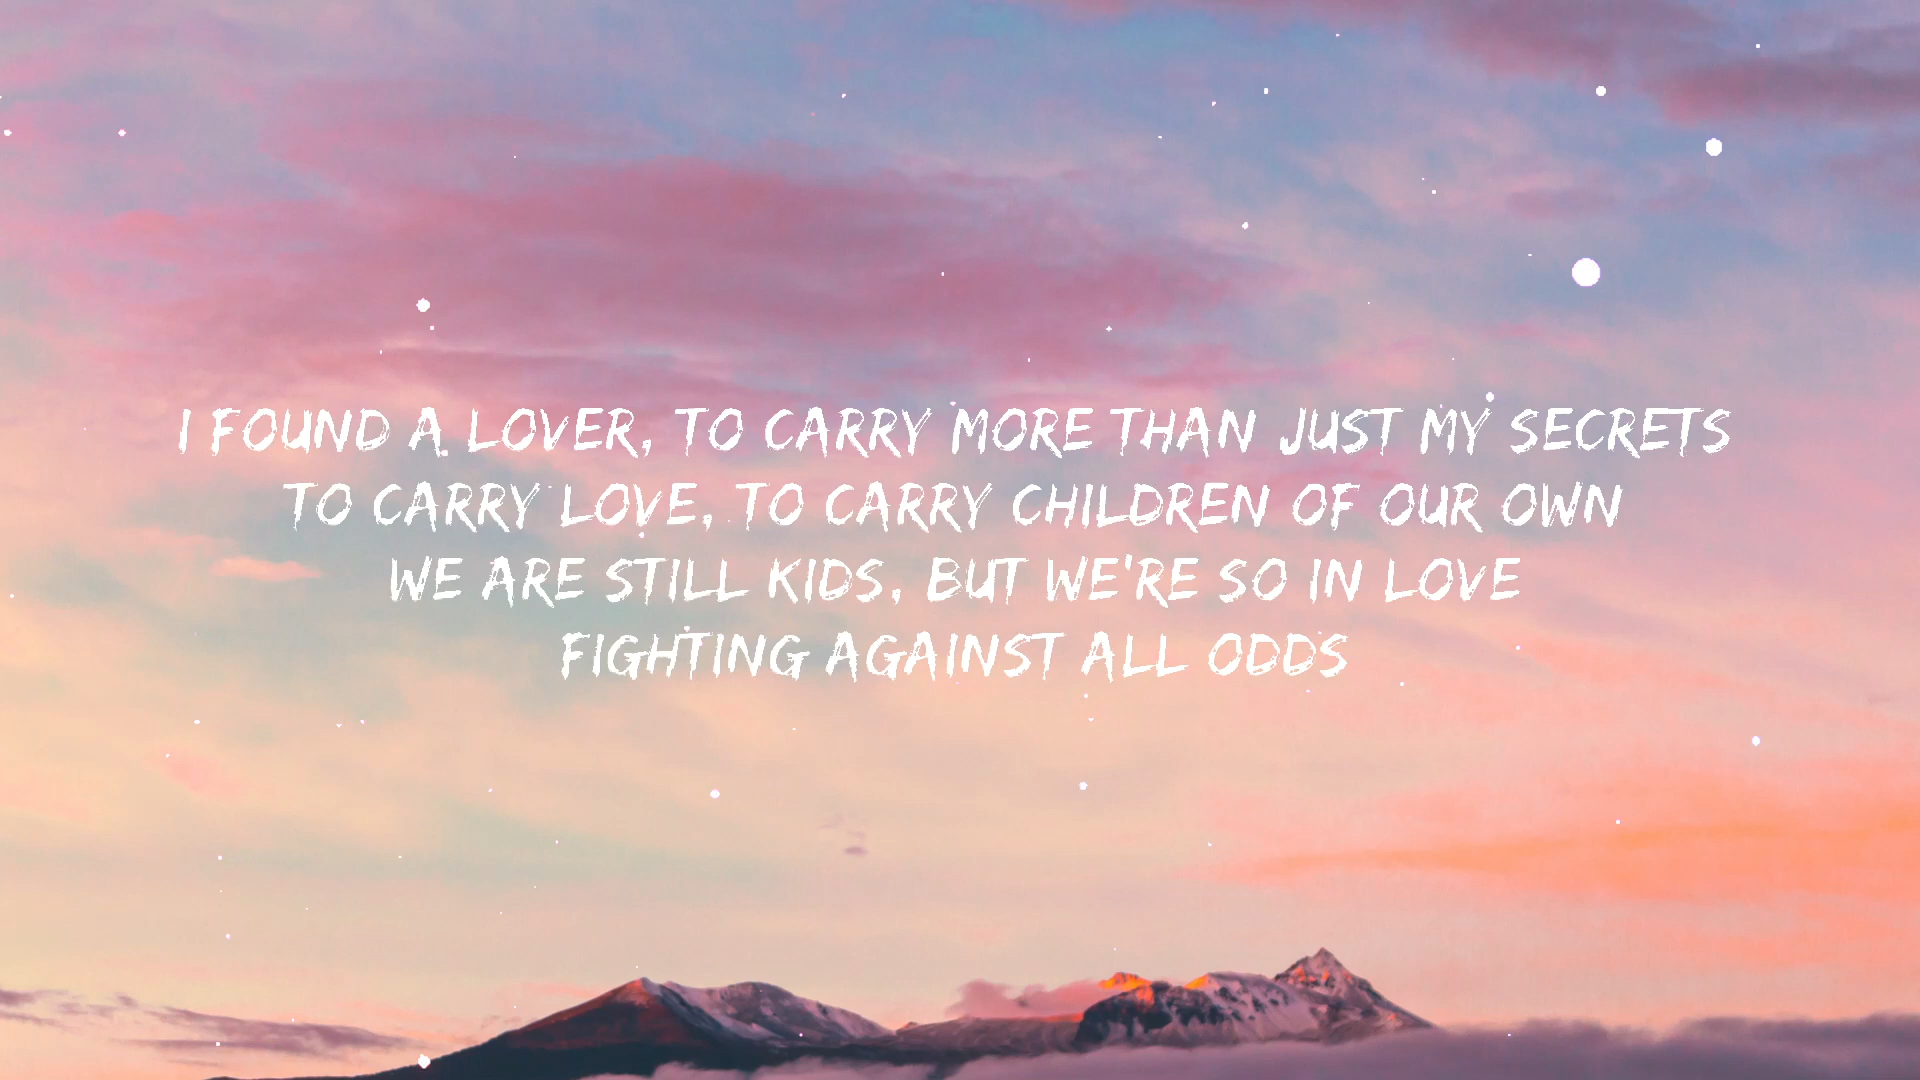 I FOUND A LOVER, TO CARRY MORE THAN JUST MY SECRETS
TO CARRY LOVE, TO CARRY CHILDREN OF OUR OWN
WE ARE STILL KIDS, BUT WE'RE SO IN LOVE
FIGHTING AGAINST ALL ODDS